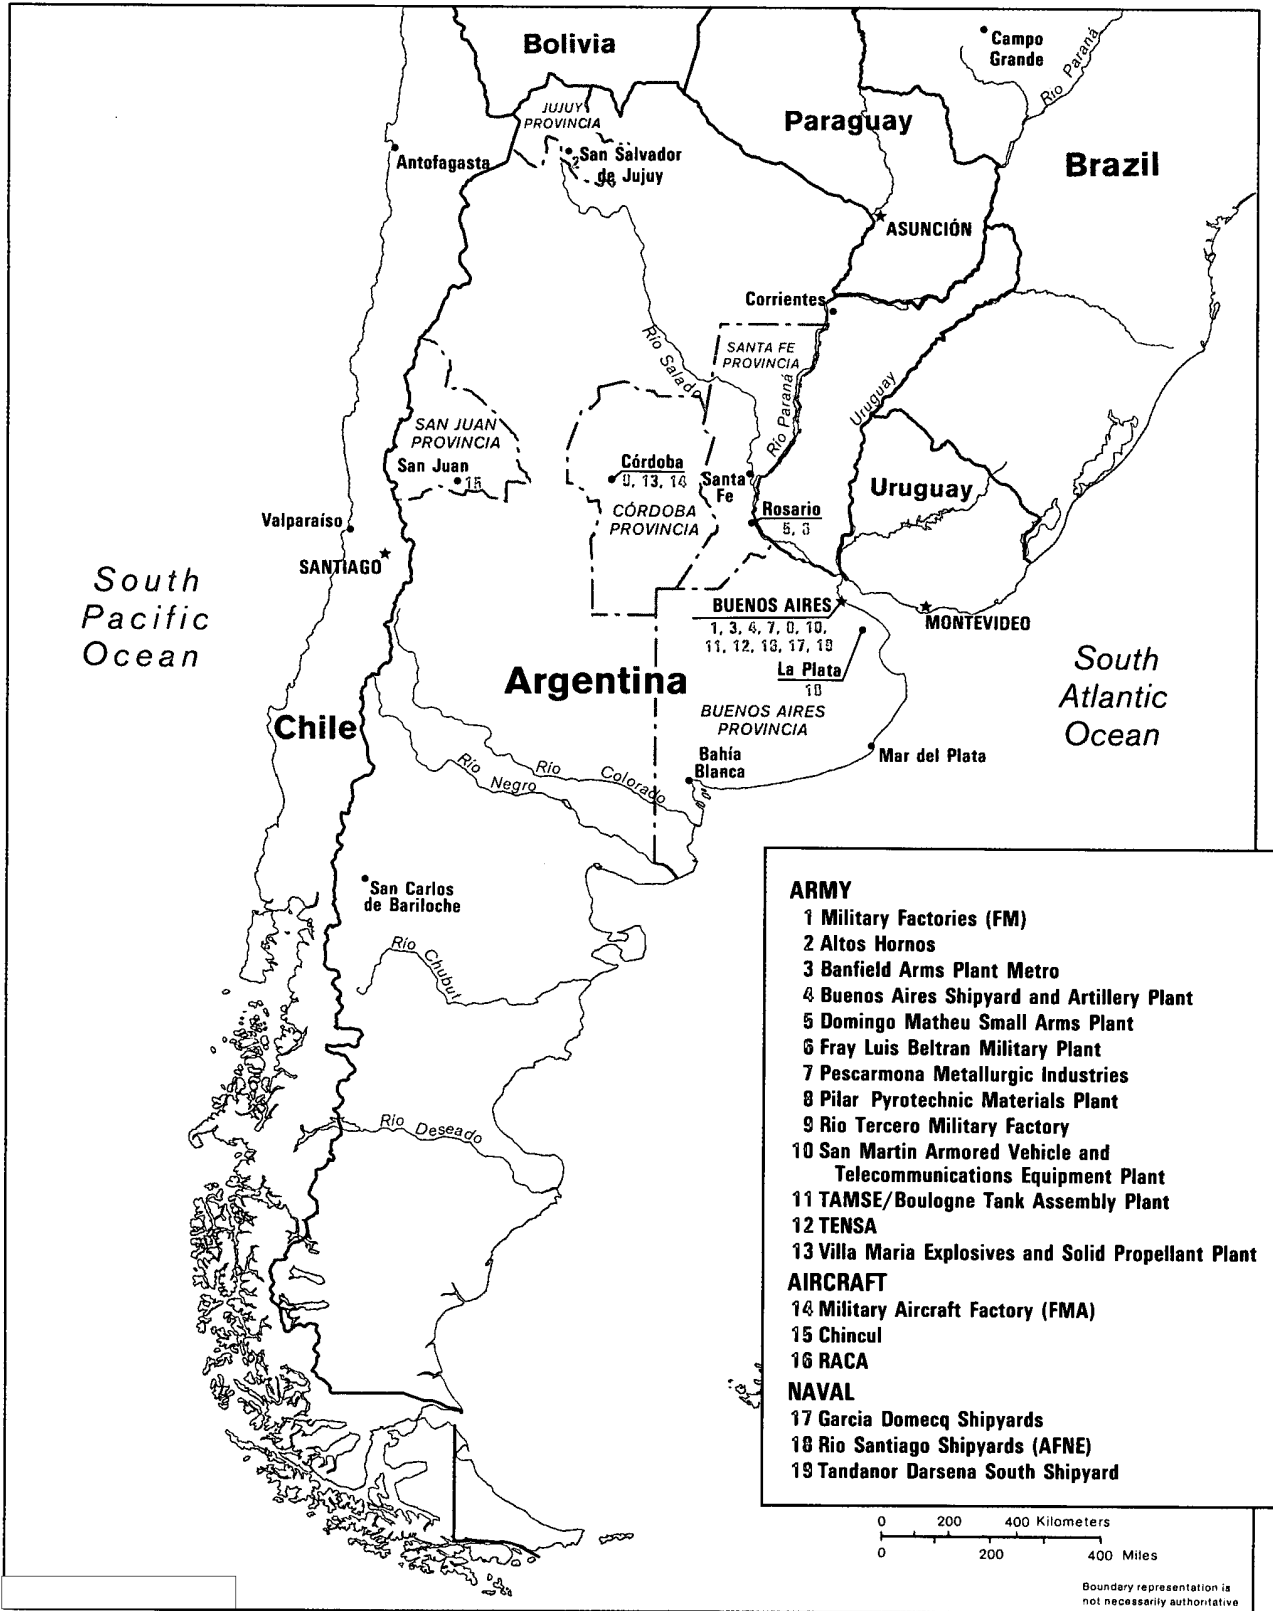 Bolivia
Campo
Grande
Rio Paraná
JUJUY
PROVINCIA
Paraguay
Antofagasta
2
San Salvador
de Jujuy
Brazil
ASUNCIÓN
Corrientes
Rio Salado
SANTA FE
PROVINCIA
Rio Paraná
Uruguay
SAN JUAN
PROVINCIA
San Juan
15
Córdoba
9, 13, 14
CÓRDOBA
PROVINCIA
Santa
Fe
Uruguay
Rosario
5, 6
Valparaíso
SANTIAGO
South
Pacific
Ocean
BUENOS AIRES
1, 3, 4, 7, 8, 10,
11, 12, 16, 17, 19
MONTEVIDEO
La Plata
18
South
Atlantic
Ocean
Argentina
BUENOS AIRES
PROVINCIA
Chile
Mar del Plata
Bahía
Blanca
Rio Negro
Rio Colorado
San Carlos
de Bariloche
Rio Chubut
Rio Deseado
ARMY
1 Military Factories (FM)
2 Altos Hornos
3 Banfield Arms Plant Metro
4 Buenos Aires Shipyard and Artillery Plant
5 Domingo Matheu Small Arms Plant
6 Fray Luis Beltran Military Plant
7 Pescarmona Metallurgic Industries
8 Pilar Pyrotechnic Materials Plant
9 Rio Tercero Military Factory
10 San Martin Armored Vehicle and
Telecommunications Equipment Plant
11 TAMSE/Boulogne Tank Assembly Plant
12 TENSA
13 Villa Maria Explosives and Solid Propellant Plant
AIRCRAFT
14 Military Aircraft Factory (FMA)
15 Chincul
16 RACA
NAVAL
17 Garcia Domecq Shipyards
18 Rio Santiago Shipyards (AFNE)
19 Tandanor Darsena South Shipyard
0 200 400 Kilometers
0 200 400 Miles
Boundary representation is
not necessarily authoritative